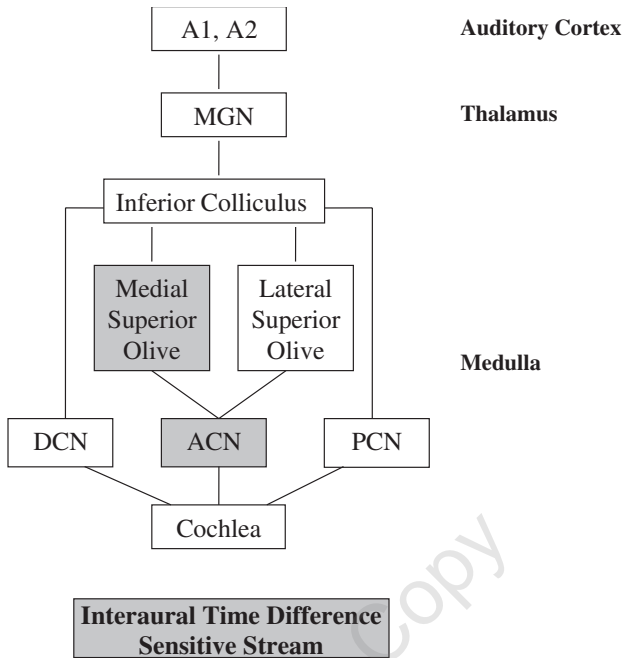 A1, A2
Auditory Cortex
MGN
Thalamus
Inferior Colliculus
Medial
Superior
Olive
Lateral
Superior
Olive
Medulla
DCN
ACN
PCN
Cochlea
Copy
Interaural Time Difference
Sensitive Stream